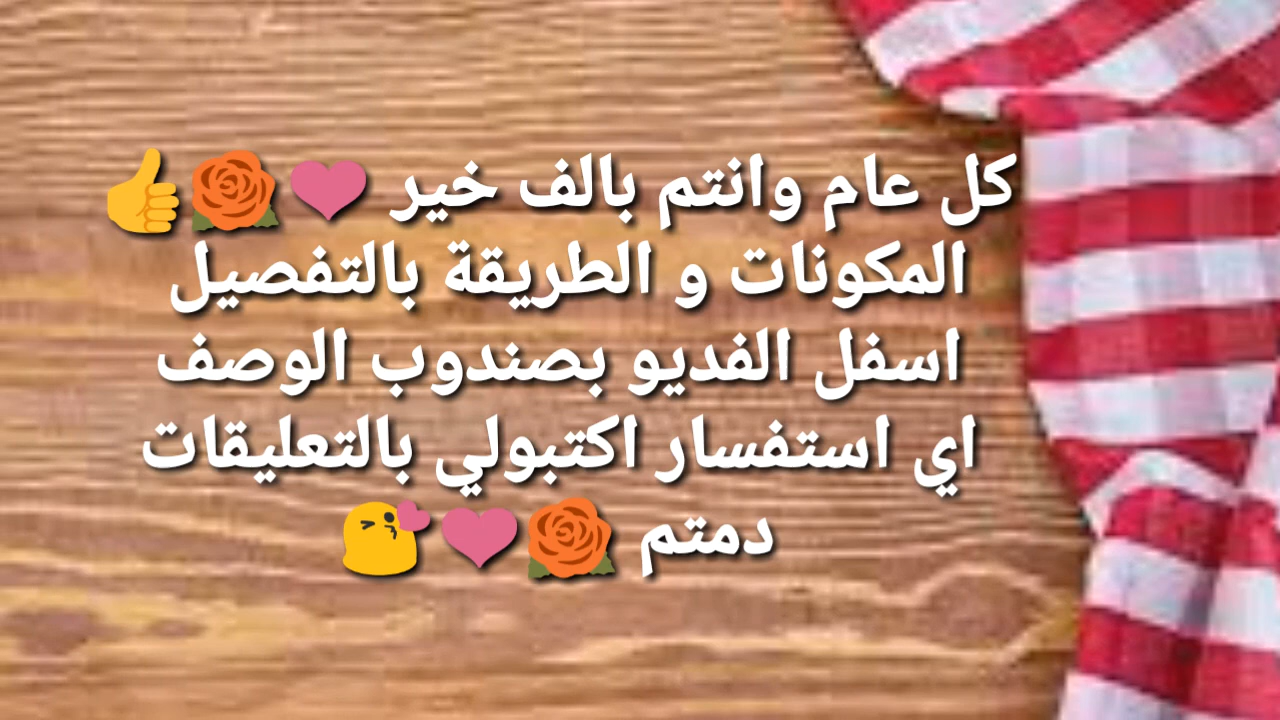 كل عام وانتم بالف خير ❤🌹👍
المكونات و الطريقة بالتفصيل
اسفل الفديو بصندوب الوصف
اي استفسار اكتبولي بالتعليقات
دمتم 🌹❤😘